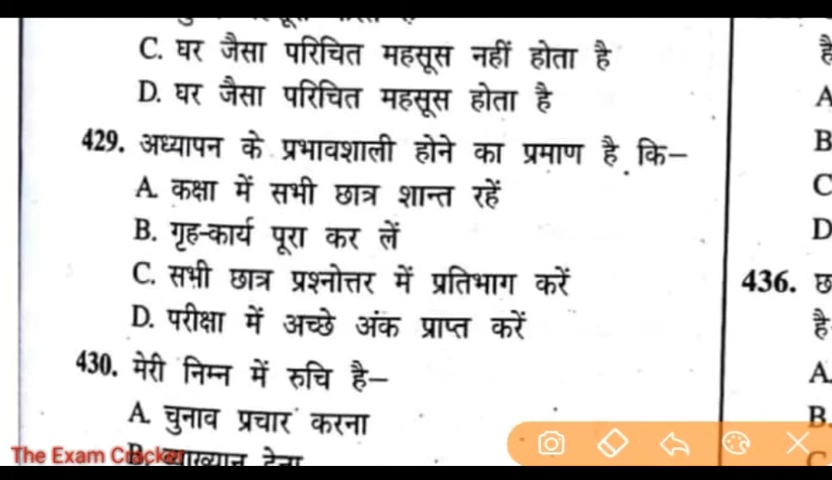 C. घर जैसा परिचित महसूस नहीं होता है
D. घर जैसा परिचित महसूस होता है
429. अध्यापन के प्रभावशाली होने का प्रमाण है कि–
A. कक्षा में सभी छात्र शान्त रहें
B. गृह-कार्य पूरा कर लें
C. सभी छात्र प्रश्नोत्तर में प्रतिभाग करें
D. परीक्षा में अच्छे अंक प्राप्त करें
430. मेरी निम्न में रुचि है–
A. चुनाव प्रचार करना
B. व्याख्यान देना
The Exam Cracker
है
A
B
C
D
436. छ
है
A.
B.
C